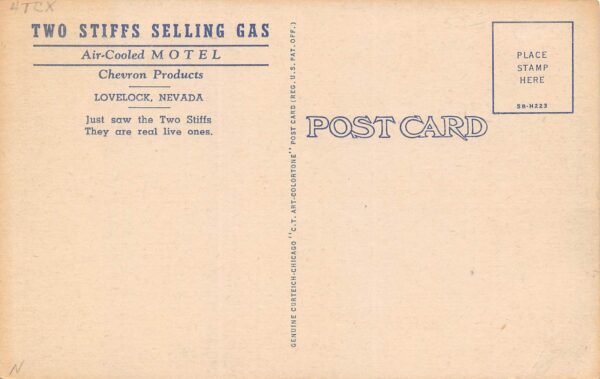 4TCX
TWO STIFFS SELLING GAS
Air-Cooled MOTEL
Chevron Products
LOVELOCK, NEVADA
Just saw the Two Stiffs
They are real live ones.
GENUINE CURTEICH-CHICAGO "C.T. ART-COLORTONE" POST CARD (REG. U.S. PAT. OFF.)
POST CARD
PLACE
STAMP
HERE
5B-H223
N